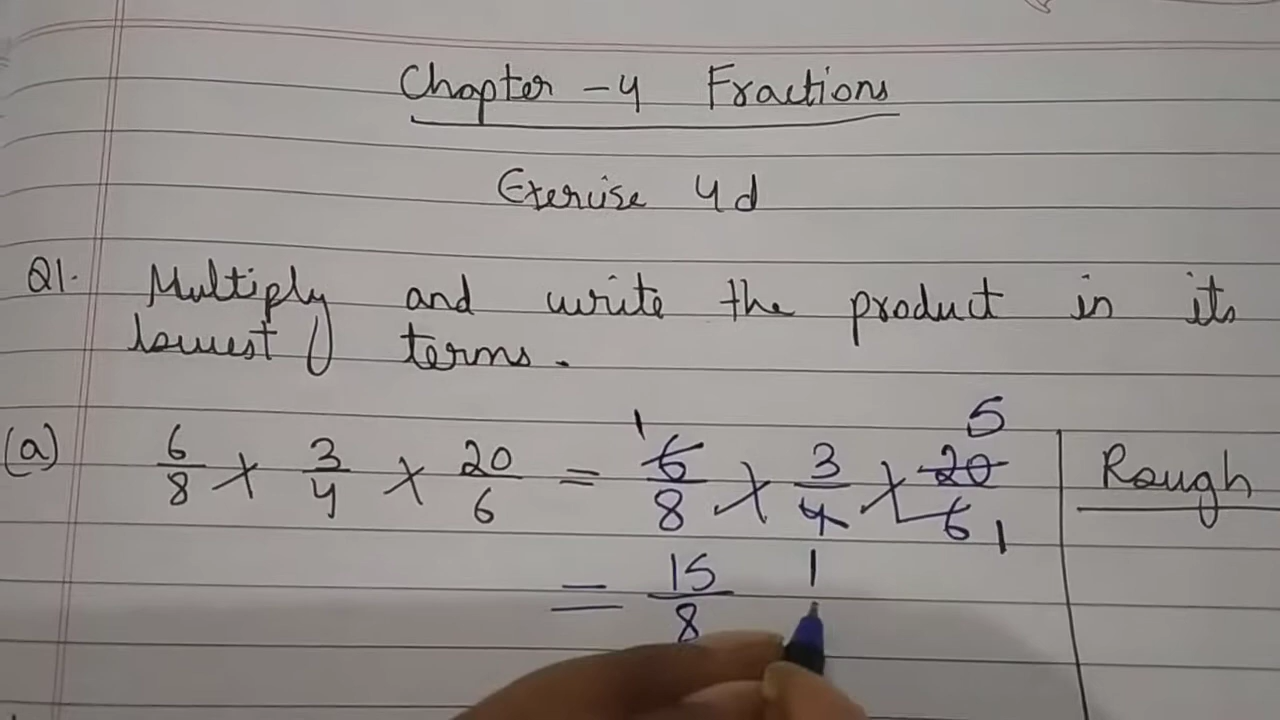 Chapter - 4 Fractions
Exercise 4d
Q1. Multiply and write the product in its
lowest terms.
(a) 6/8 × 3/4 × 20/6 = 6/8 × 3/4 × 20/6 Rough
1 5
1
= 15/8 1